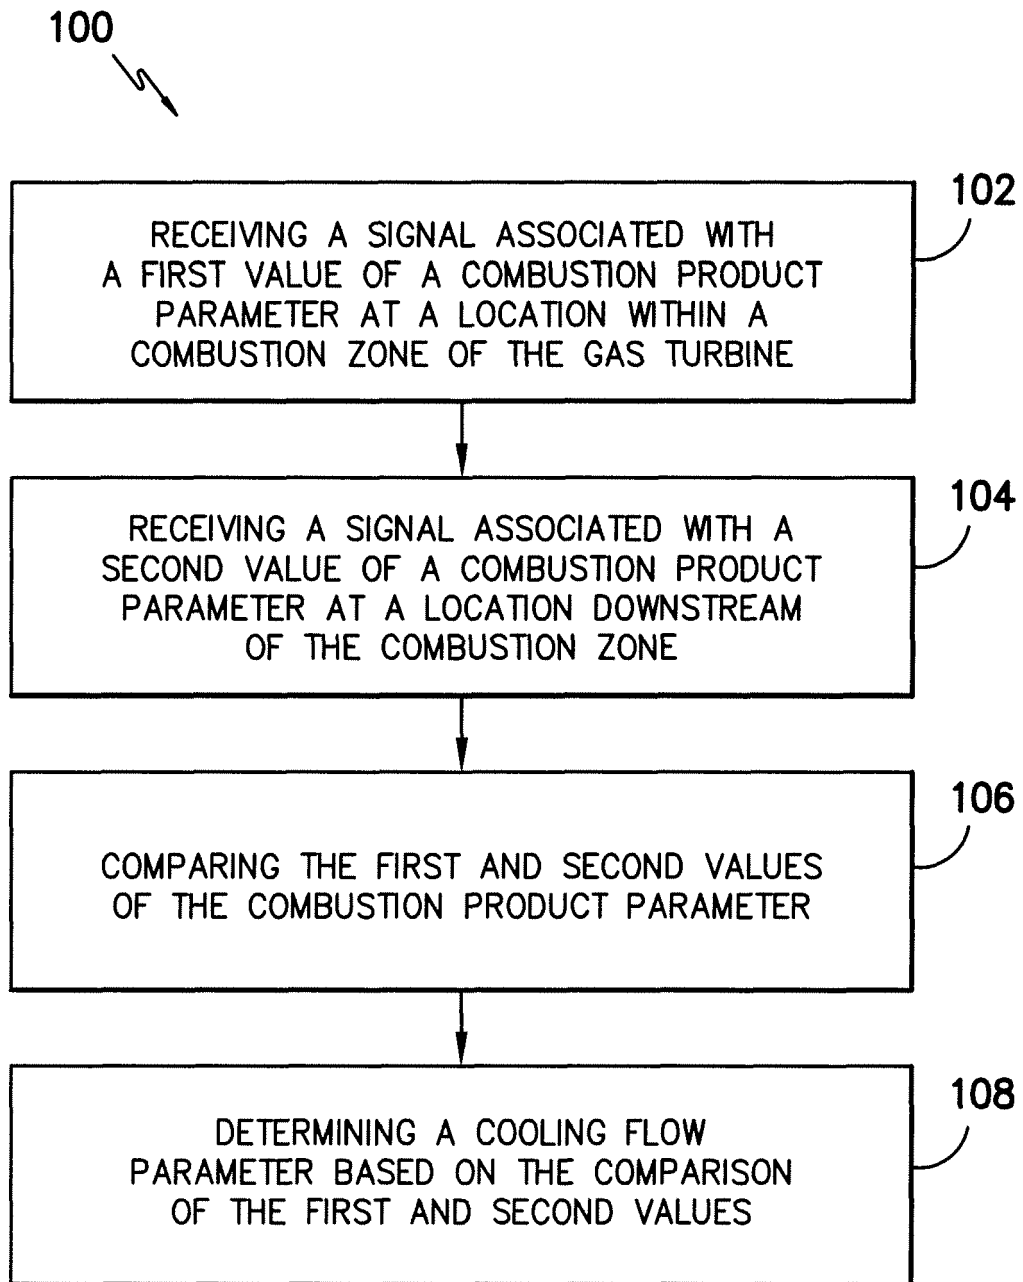 100
102
RECEIVING A SIGNAL ASSOCIATED WITH
A FIRST VALUE OF A COMBUSTION PRODUCT
PARAMETER AT A LOCATION WITHIN A
COMBUSTION ZONE OF THE GAS TURBINE
104
RECEIVING A SIGNAL ASSOCIATED WITH A
SECOND VALUE OF A COMBUSTION PRODUCT
PARAMETER AT A LOCATION DOWNSTREAM
OF THE COMBUSTION ZONE
106
COMPARING THE FIRST AND SECOND VALUES
OF THE COMBUSTION PRODUCT PARAMETER
108
DETERMINING A COOLING FLOW
PARAMETER BASED ON THE COMPARISON
OF THE FIRST AND SECOND VALUES